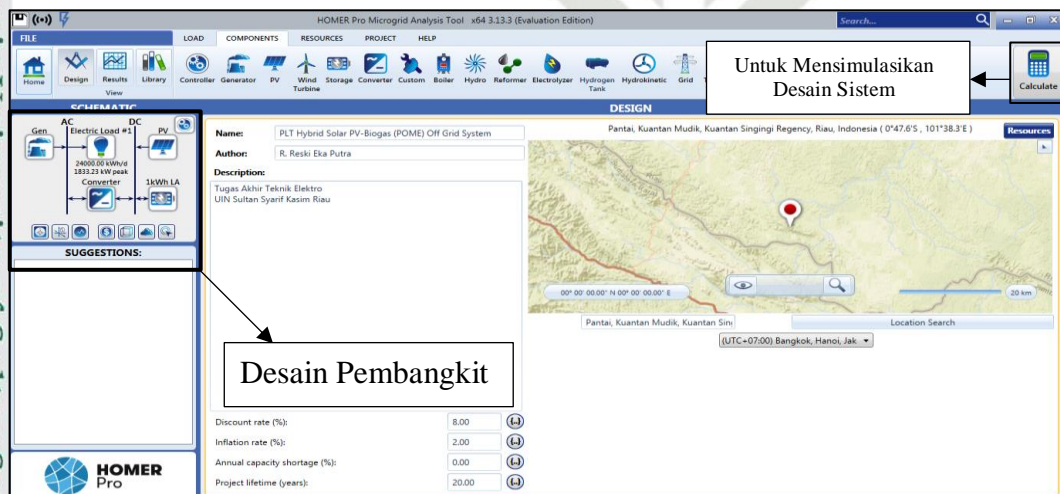 HOMER Pro Microgrid Analysis Tool x64 3.13.3 (Evaluation Edition)
Search...
FILE
LOAD COMPONENTS RESOURCES PROJECT HELP
Home
Design
Results
Library
View
Controller
Generator
PV
Wind Turbine
Storage
Converter
Custom
Boiler
Hydro
Reformer
Electrolyzer
Hydrogen Tank
Hydrokinetic
Grid
Untuk Mensimulasikan
Desain Sistem
Calculate
SCHEMATIC
DESIGN
AC DC
Gen Electric Load #1 PV
24000.00 kWh/d
1833.23 kW peak
Converter 1kWh LA
SUGGESTIONS:
HOMER
Pro
Name: PLT Hybrid Solar PV-Biogas (POME) Off Grid System
Author: R. Reski Eka Putra
Description:
Tugas Akhir Teknik Elektro
UIN Sultan Syarif Kasim Riau
Desain Pembangkit
Discount rate (%): 8.00
Inflation rate (%): 2.00
Annual capacity shortage (%): 0.00
Project lifetime (years): 20.00
Pantai, Kuantan Mudik, Kuantan Singingi Regency, Riau, Indonesia ( 0°47.6'S , 101°38.3'E )
Resources
00° 00' 00.00" N 00° 00' 00.00" E
20 km
Pantai, Kuantan Mudik, Kuantan Sin
Location Search
(UTC+07:00) Bangkok, Hanoi, Jak